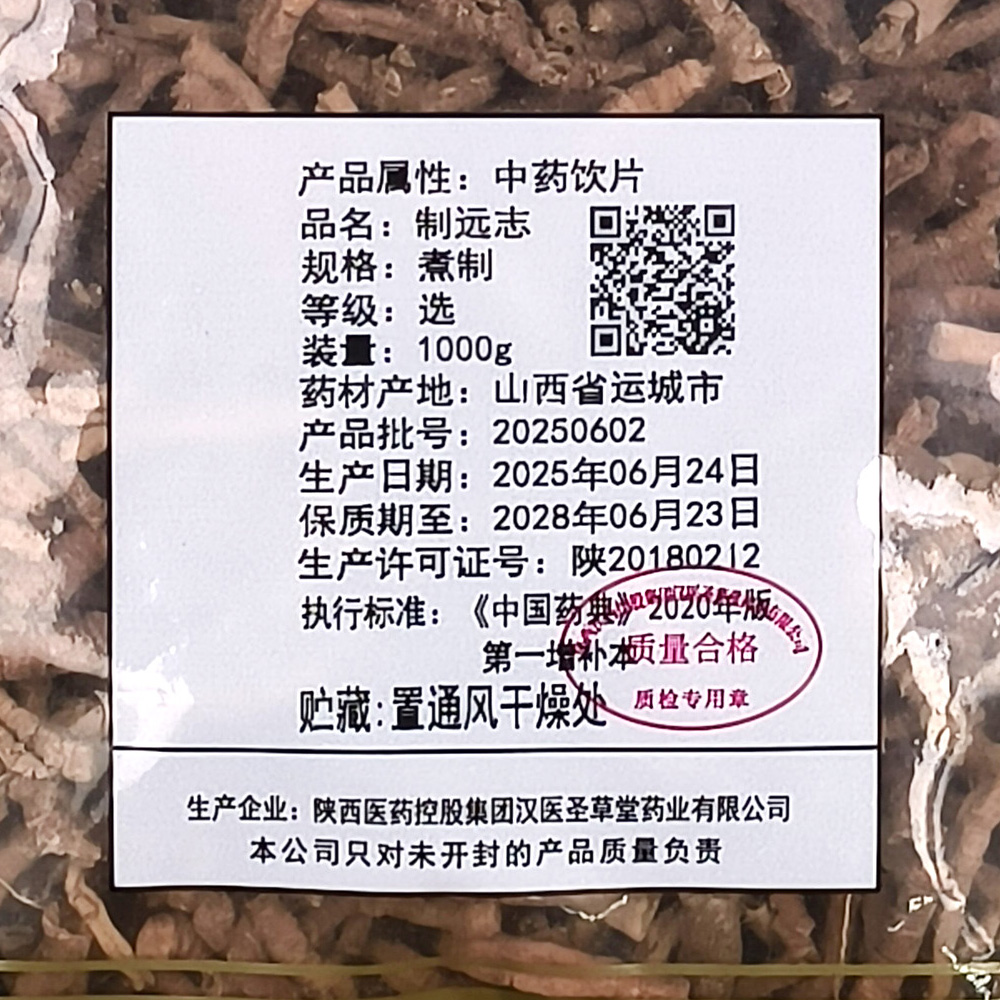 产品属性：中药饮片
品名：制远志
规格：煮制
等级：选
装量：1000g
药材产地：山西省运城市
产品批号：20250602
生产日期：2025年06月24日
保质期至：2028年06月23日
生产许可证号：陕20180212
执行标准：《中国药典》2020年版
第一增补本
质量合格
质检专用章
贮藏：置通风干燥处
生产企业：陕西医药控股集团汉医圣草堂药业有限公司
本公司只对未开封的产品质量负责